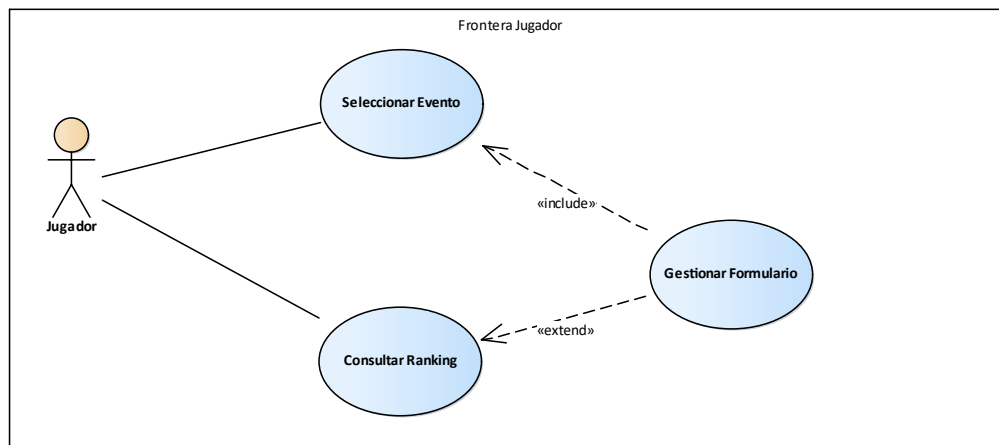 Frontera Jugador
Seleccionar Evento
Jugador
«include»
Gestionar Formulario
«extend»
Consultar Ranking